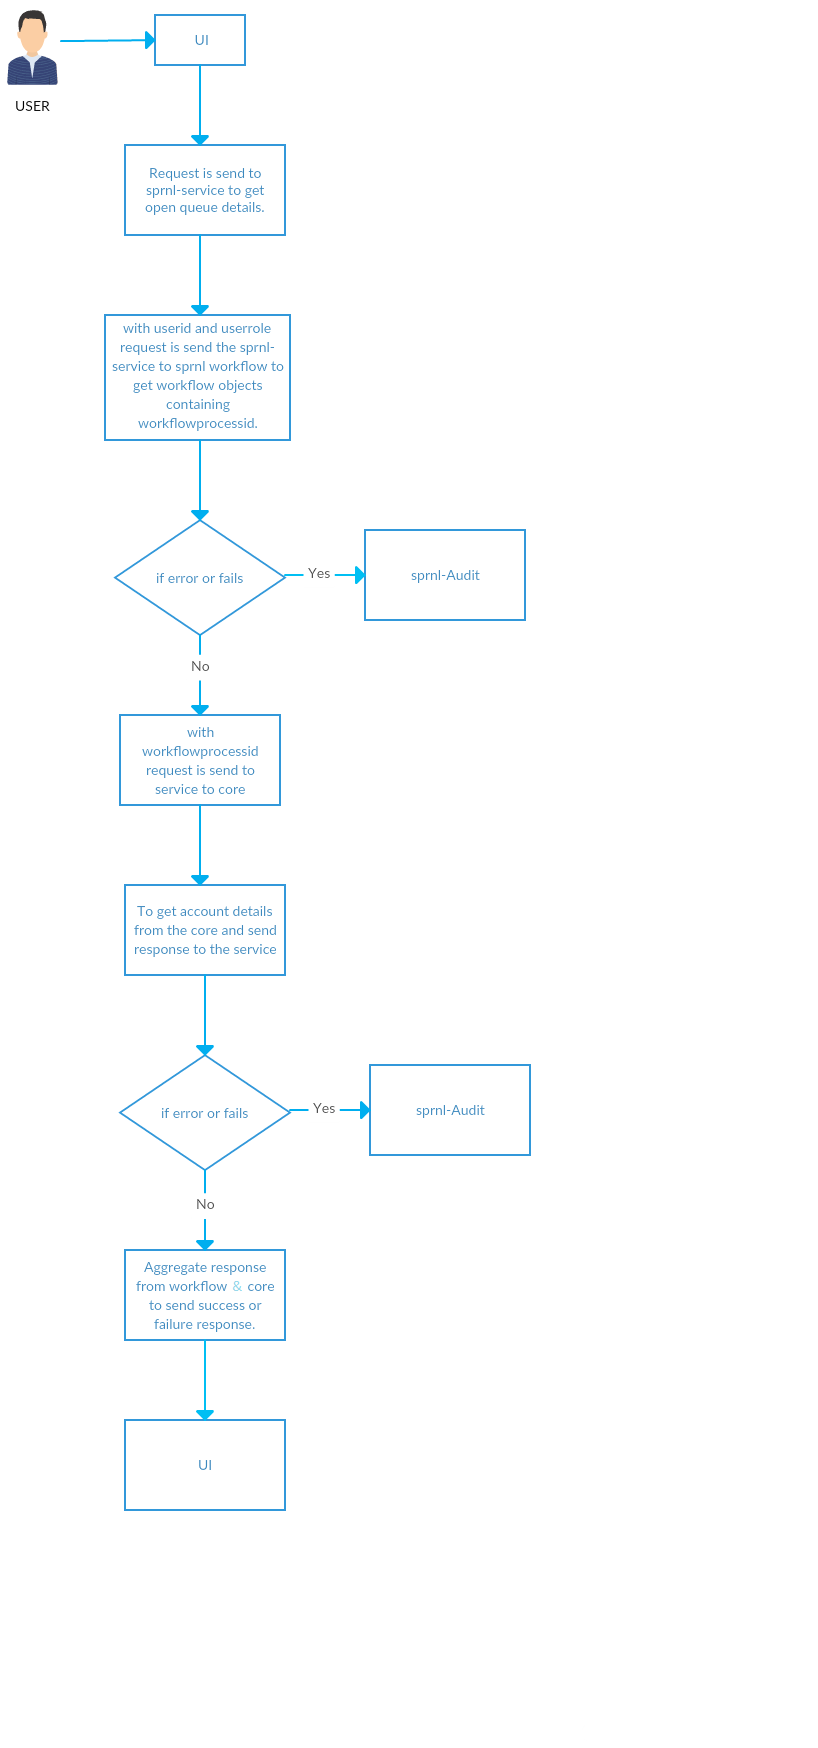 UI
USER
Request is send to
sprnl-service to get
open queue details.
with userid and userrole
request is send the sprnl-
service to sprnl workflow to
get workflow objects
containing
workflowprocessid.
if error or fails
Yes
sprnl-Audit
No
with
workflowprocessid
request is send to
service to core
To get account details
from the core and send
response to the service
if error or fails
Yes
sprnl-Audit
No
Aggregate response
from workflow & core
to send success or
failure response.
UI